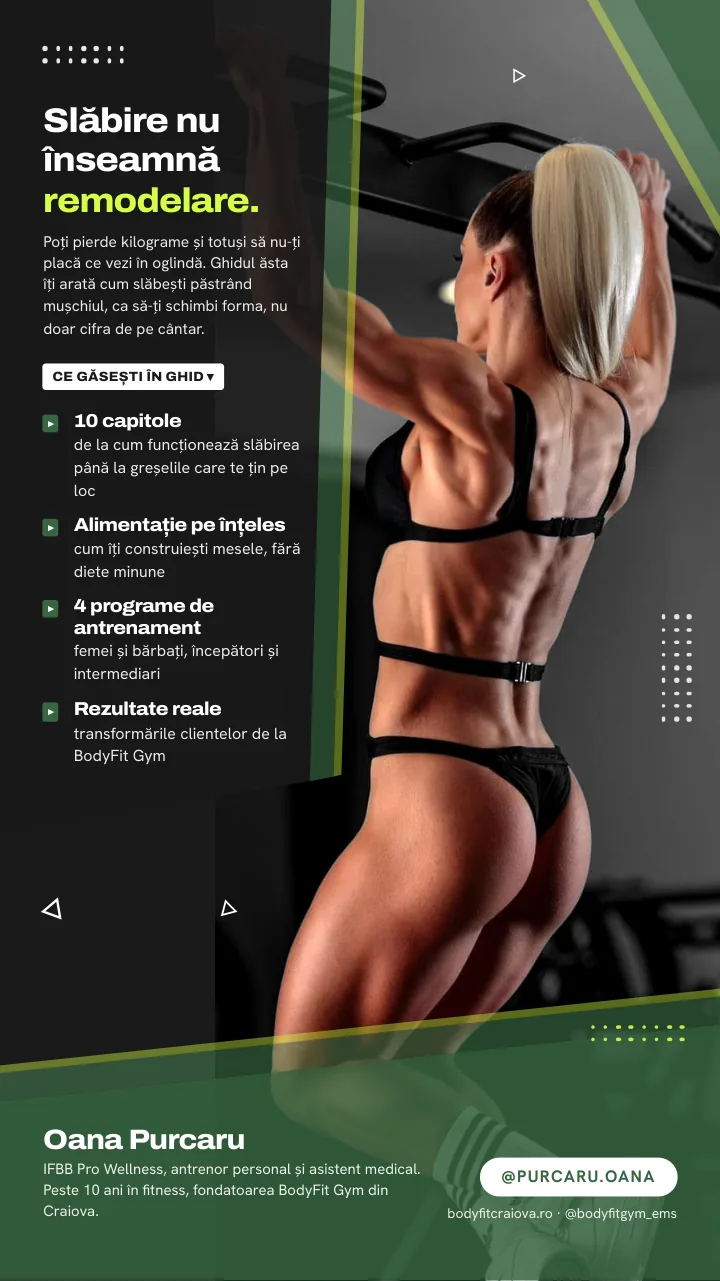 Slăbire nu
înseamnă
remodelare.
Poți pierde kilograme și totuși să nu-ți
placă ce vezi în oglindă. Ghidul ăsta
îți arată cum slăbești păstrând
mușchiul, ca să-ți schimbi forma, nu
doar cifra de pe cântar.
CE GĂSEȘTI ÎN GHID ▾
10 capitole
de la cum funcționează slăbirea
până la greșelile care te țin pe
loc
Alimentație pe înțeles
cum îți construiești mesele, fără
diete minune
4 programe de
antrenament
femei și bărbați, începători și
intermediari
Rezultate reale
transformările clientelor de la
BodyFit Gym
Oana Purcaru
IFBB Pro Wellness, antrenor personal și asistent medical.
Peste 10 ani în fitness, fondatoarea BodyFit Gym din
Craiova.
@PURCARU.OANA
bodyfitcraiova.ro · @bodyfitgym_ems